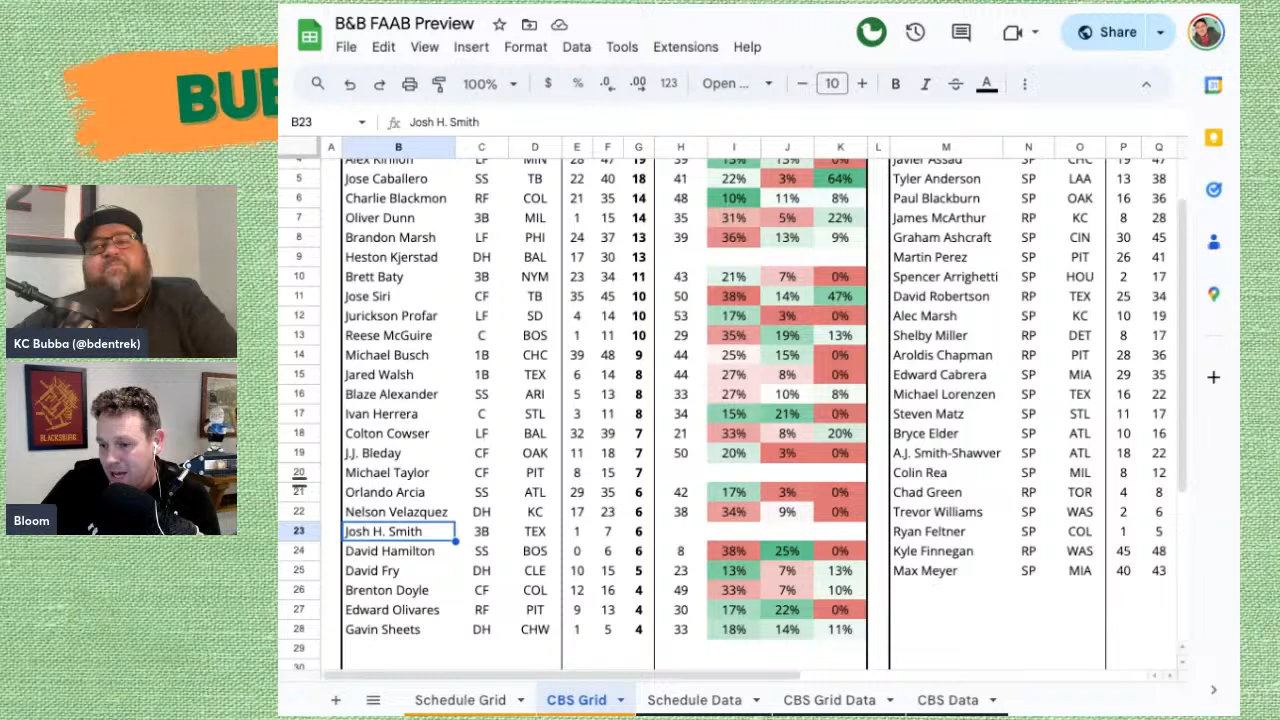 BUB
KC Bubba (@bdentrek)
BLACKSBURG
Bloom
B&B FAAB Preview
Share
File Edit View Insert Format Data Tools Extensions Help
100% % .0 .00 123 Open ... 10 B I A
B23 fx Josh H. Smith
A B C D E F G H I J K L M N O P Q
4 Alex Kirilloff LF MIN 28 47 19 39 13% 13% 0% Javier Assad SP CHC 19 47
5 Jose Caballero SS TB 22 40 18 41 22% 3% 64% Tyler Anderson SP LAA 13 38
6 Charlie Blackmon RF COL 21 35 14 48 10% 11% 8% Paul Blackburn SP OAK 16 36
7 Oliver Dunn 3B MIL 1 15 14 35 31% 5% 22% James McArthur RP KC 8 28
8 Brandon Marsh LF PHI 24 37 13 39 36% 13% 9% Graham Ashcraft SP CIN 30 45
9 Heston Kjerstad DH BAL 17 30 13 Martin Perez SP PIT 26 41
10 Brett Baty 3B NYM 23 34 11 43 21% 7% 0% Spencer Arrighetti SP HOU 2 17
11 Jose Siri CF TB 35 45 10 50 38% 14% 47% David Robertson RP TEX 25 34
12 Jurickson Profar LF SD 4 14 10 53 17% 3% 0% Alec Marsh SP KC 10 19
13 Reese McGuire C BOS 1 11 10 29 35% 19% 13% Shelby Miller RP DET 8 17
14 Michael Busch 1B CHC 39 48 9 44 25% 15% 0% Aroldis Chapman RP PIT 28 36
15 Jared Walsh 1B TEX 6 14 8 34 27% 8% 0% Edward Cabrera SP MIA 29 35
16 Blaze Alexander SS ARI 5 13 8 33 27% 10% 8% Michael Lorenzen SP TEX 16 22
17 Ivan Herrera C STL 3 11 8 34 15% 21% 0% Steven Matz SP STL 11 17
18 Colton Cowser LF BAL 32 39 7 21 33% 8% 20% Bryce Elder SP ATL 10 16
19 J.J. Bleday CF OAK 11 18 7 50 20% 3% 0% A.J. Smith-Shawver SP ATL 18 22
20 Michael Taylor CF PIT 8 15 7 Colin Rea SP MIL 8 12
21 Orlando Arcia SS ATL 29 35 6 42 17% 3% 0% Chad Green RP TOR 4 8
22 Nelson Velazquez DH KC 17 23 6 38 34% 9% 0% Trevor Williams SP WAS 2 6
23 Josh H. Smith 3B TEX 1 7 6 Ryan Feltner SP COL 1 5
24 David Hamilton SS BOS 0 6 6 8 38% 25% 0% Kyle Finnegan RP WAS 45 48
25 David Fry DH CLE 10 15 5 23 13% 7% 13% Max Meyer SP MIA 40 43
26 Brenton Doyle CF COL 12 16 4 49 33% 7% 10%
27 Edward Olivares RF PIT 9 13 4 30 17% 22% 0%
28 Gavin Sheets DH CHW 1 5 4 33 18% 14% 11%
29
30
Schedule Grid CBS Grid Schedule Data CBS Grid Data CBS Data